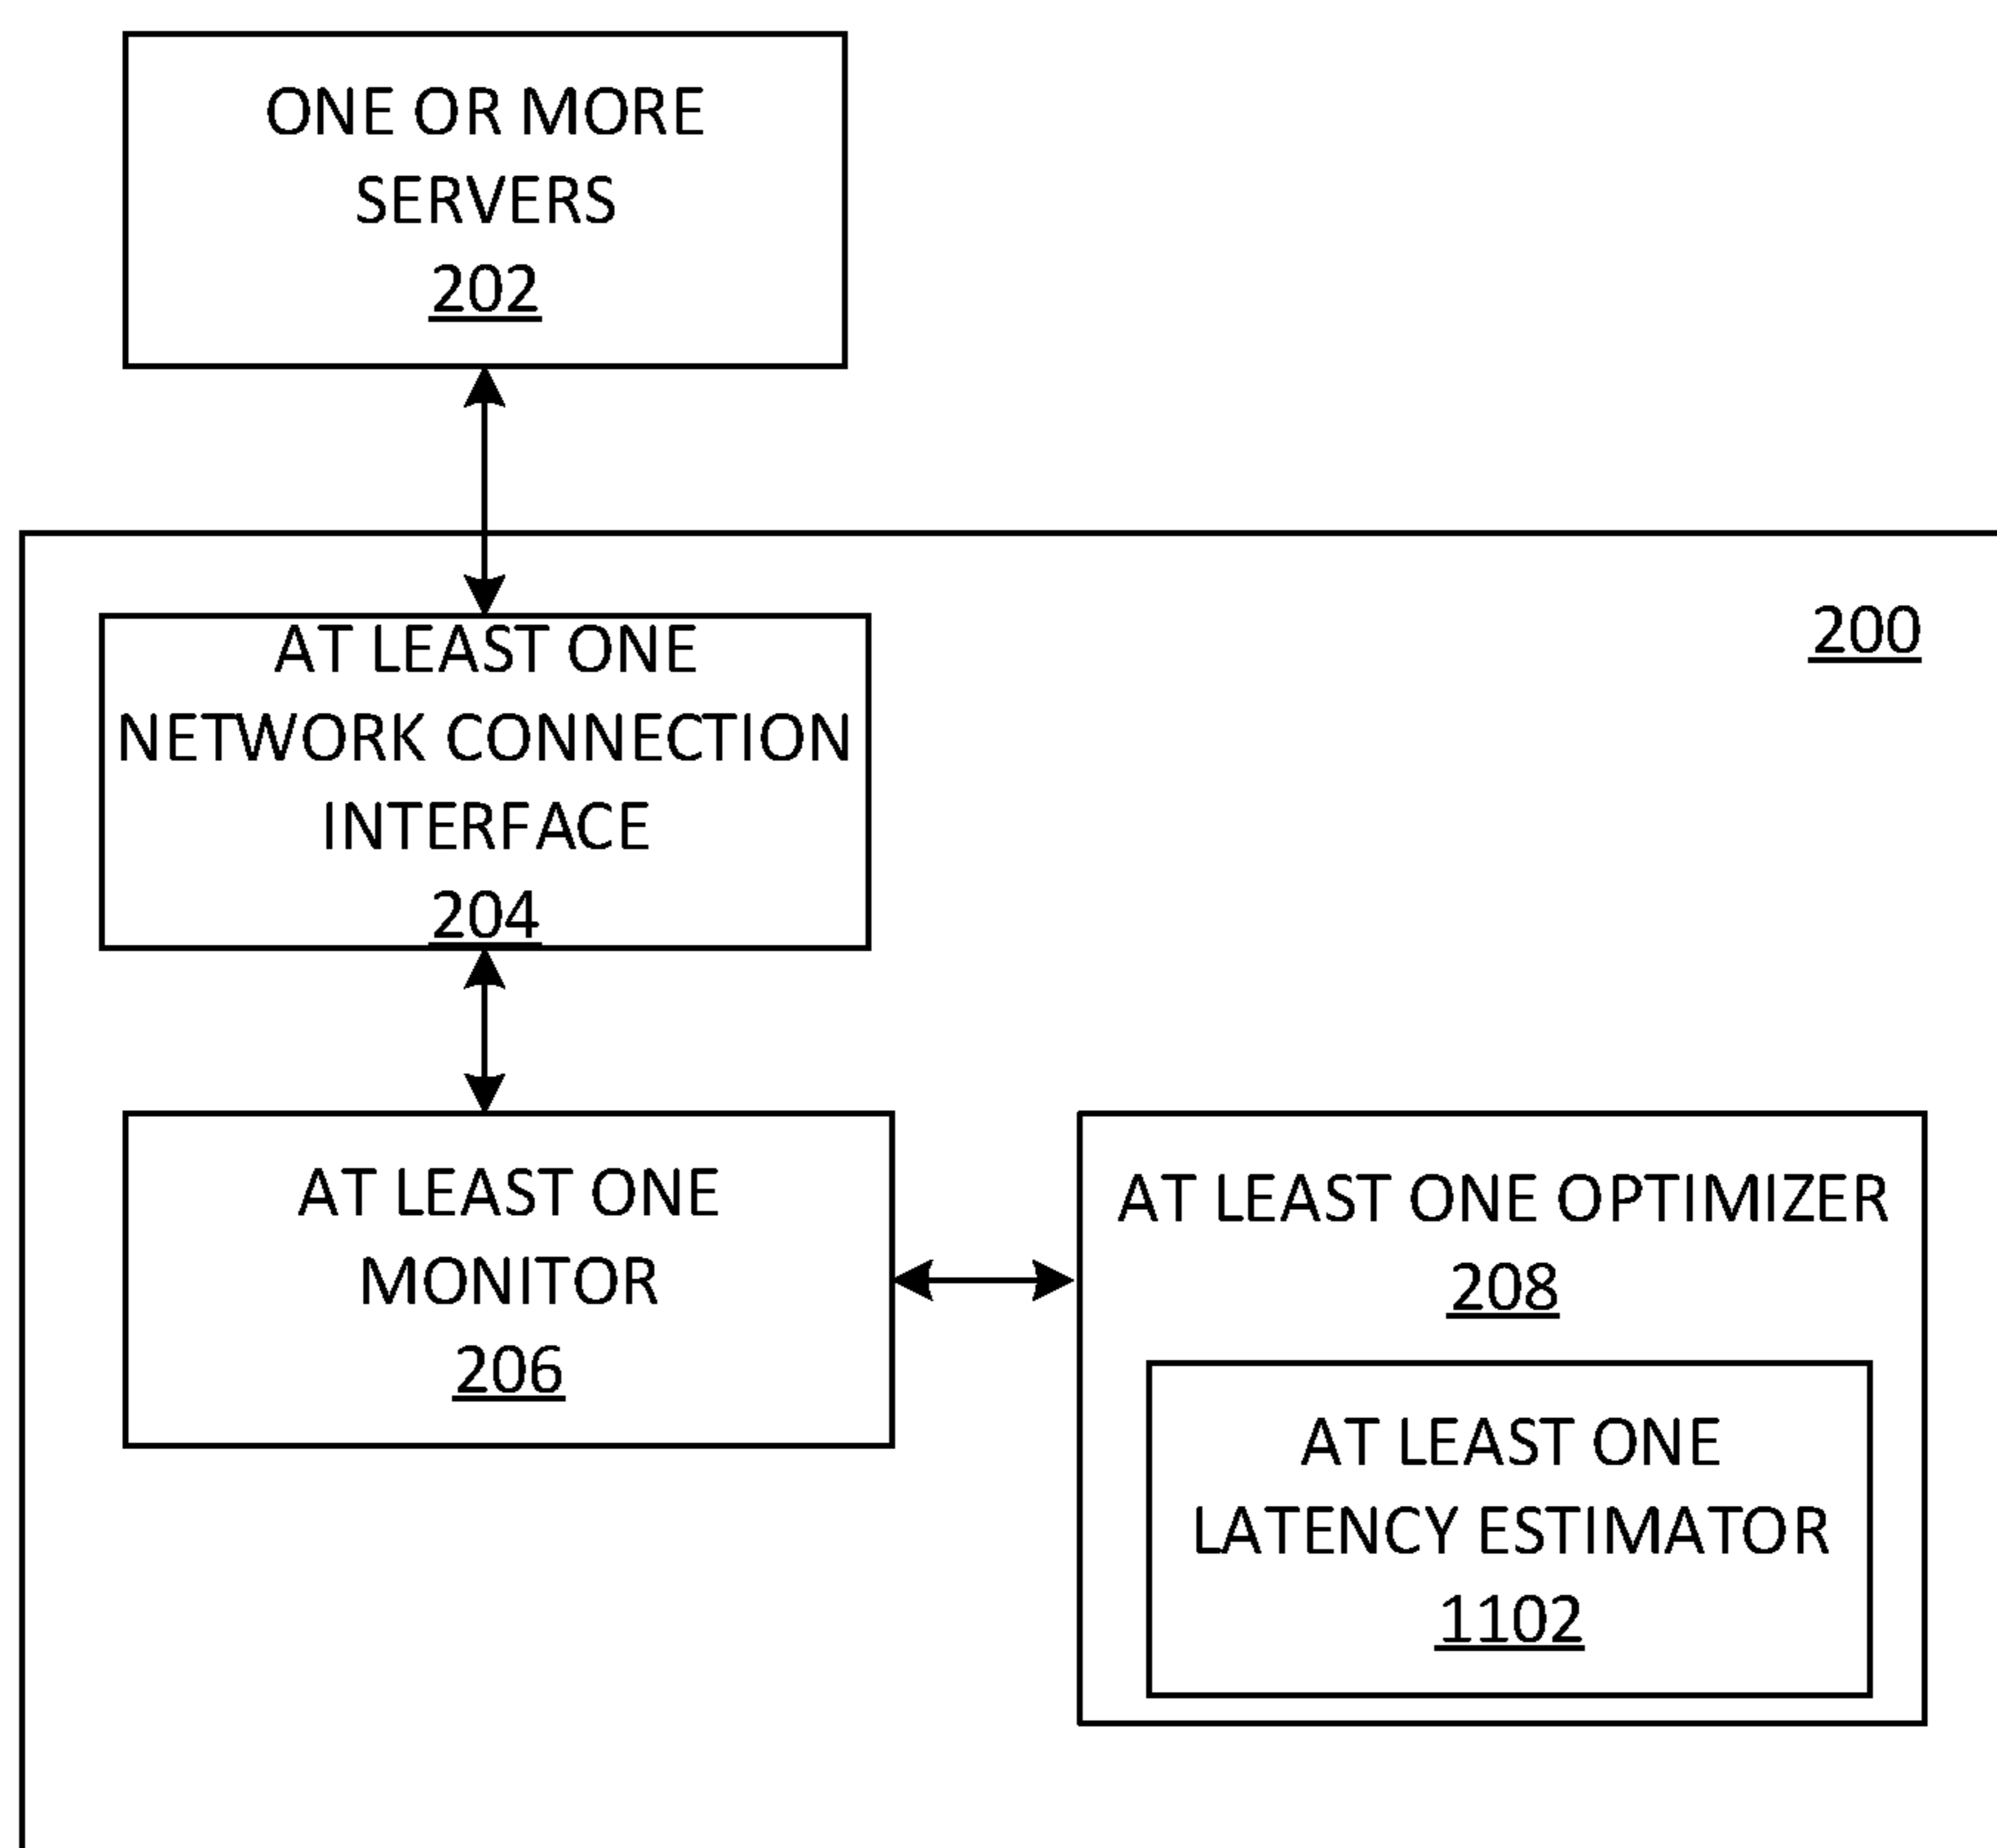 ONE OR MORE
SERVERS
202
200
AT LEAST ONE
NETWORK CONNECTION
INTERFACE
204
AT LEAST ONE
MONITOR
206
AT LEAST ONE OPTIMIZER
208
AT LEAST ONE
LATENCY ESTIMATOR
1102